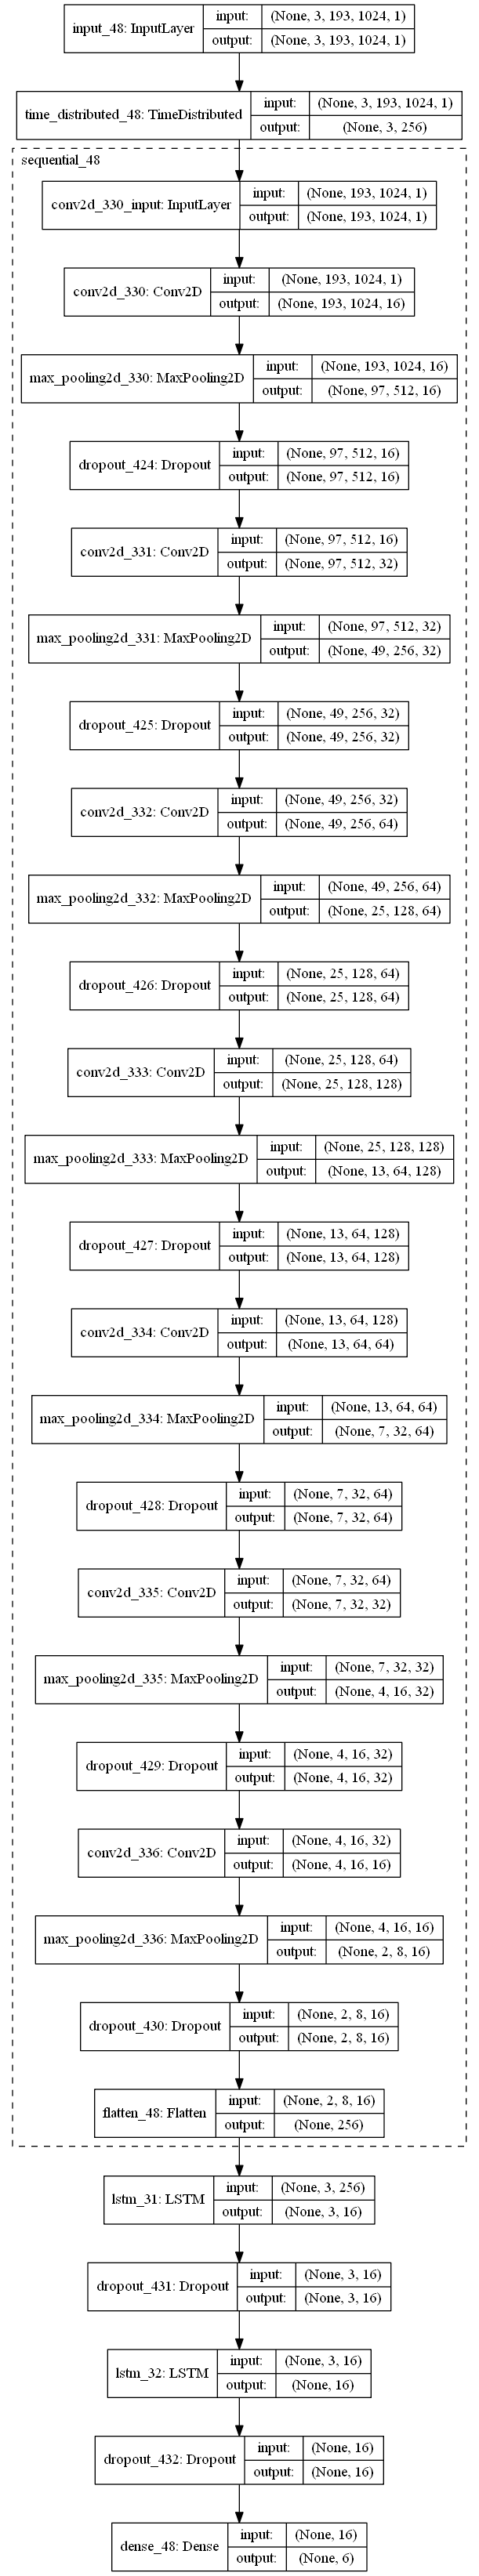 input_48: InputLayer
input: (None, 3, 193, 1024, 1)
output: (None, 3, 193, 1024, 1)
time_distributed_48: TimeDistributed
input: (None, 3, 193, 1024, 1)
output: (None, 3, 256)
sequential_48
conv2d_330_input: InputLayer
input: (None, 193, 1024, 1)
output: (None, 193, 1024, 1)
conv2d_330: Conv2D
input: (None, 193, 1024, 1)
output: (None, 193, 1024, 16)
max_pooling2d_330: MaxPooling2D
input: (None, 193, 1024, 16)
output: (None, 97, 512, 16)
dropout_424: Dropout
input: (None, 97, 512, 16)
output: (None, 97, 512, 16)
conv2d_331: Conv2D
input: (None, 97, 512, 16)
output: (None, 97, 512, 32)
max_pooling2d_331: MaxPooling2D
input: (None, 97, 512, 32)
output: (None, 49, 256, 32)
dropout_425: Dropout
input: (None, 49, 256, 32)
output: (None, 49, 256, 32)
conv2d_332: Conv2D
input: (None, 49, 256, 32)
output: (None, 49, 256, 64)
max_pooling2d_332: MaxPooling2D
input: (None, 49, 256, 64)
output: (None, 25, 128, 64)
dropout_426: Dropout
input: (None, 25, 128, 64)
output: (None, 25, 128, 64)
conv2d_333: Conv2D
input: (None, 25, 128, 64)
output: (None, 25, 128, 128)
max_pooling2d_333: MaxPooling2D
input: (None, 25, 128, 128)
output: (None, 13, 64, 128)
dropout_427: Dropout
input: (None, 13, 64, 128)
output: (None, 13, 64, 128)
conv2d_334: Conv2D
input: (None, 13, 64, 128)
output: (None, 13, 64, 64)
max_pooling2d_334: MaxPooling2D
input: (None, 13, 64, 64)
output: (None, 7, 32, 64)
dropout_428: Dropout
input: (None, 7, 32, 64)
output: (None, 7, 32, 64)
conv2d_335: Conv2D
input: (None, 7, 32, 64)
output: (None, 7, 32, 32)
max_pooling2d_335: MaxPooling2D
input: (None, 7, 32, 32)
output: (None, 4, 16, 32)
dropout_429: Dropout
input: (None, 4, 16, 32)
output: (None, 4, 16, 32)
conv2d_336: Conv2D
input: (None, 4, 16, 32)
output: (None, 4, 16, 16)
max_pooling2d_336: MaxPooling2D
input: (None, 4, 16, 16)
output: (None, 2, 8, 16)
dropout_430: Dropout
input: (None, 2, 8, 16)
output: (None, 2, 8, 16)
flatten_48: Flatten
input: (None, 2, 8, 16)
output: (None, 256)
lstm_31: LSTM
input: (None, 3, 256)
output: (None, 3, 16)
dropout_431: Dropout
input: (None, 3, 16)
output: (None, 3, 16)
lstm_32: LSTM
input: (None, 3, 16)
output: (None, 16)
dropout_432: Dropout
input: (None, 16)
output: (None, 16)
dense_48: Dense
input: (None, 16)
output: (None, 6)